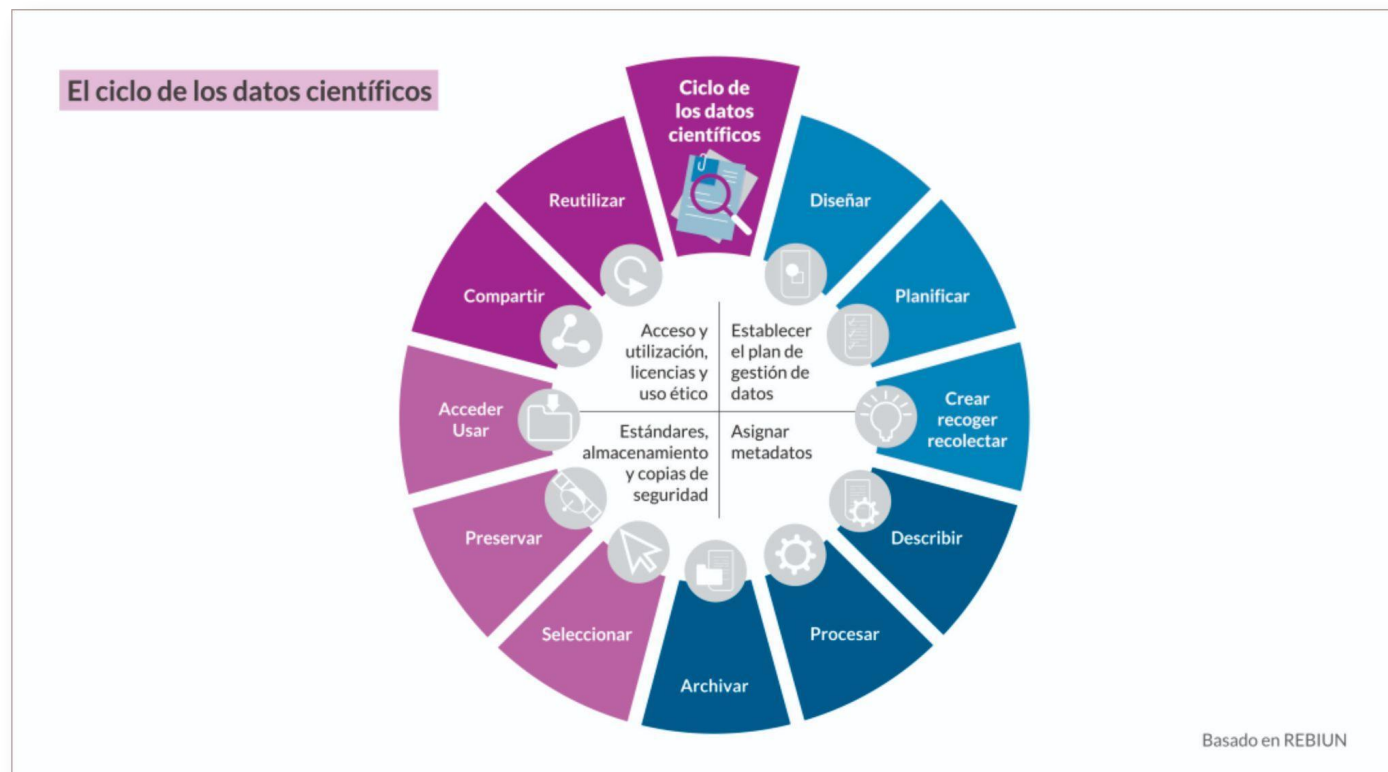 El ciclo de los datos científicos
Ciclo de
los datos
científicos
Diseñar
Planificar
Crear
recoger
recolectar
Describir
Procesar
Archivar
Seleccionar
Preservar
Acceder
Usar
Compartir
Reutilizar
Acceso y
utilización,
licencias y
uso ético
Establecer
el plan de
gestión de
datos
Estándares,
almacenamiento
y copias de
seguridad
Asignar
metadatos
Basado en REBIUN